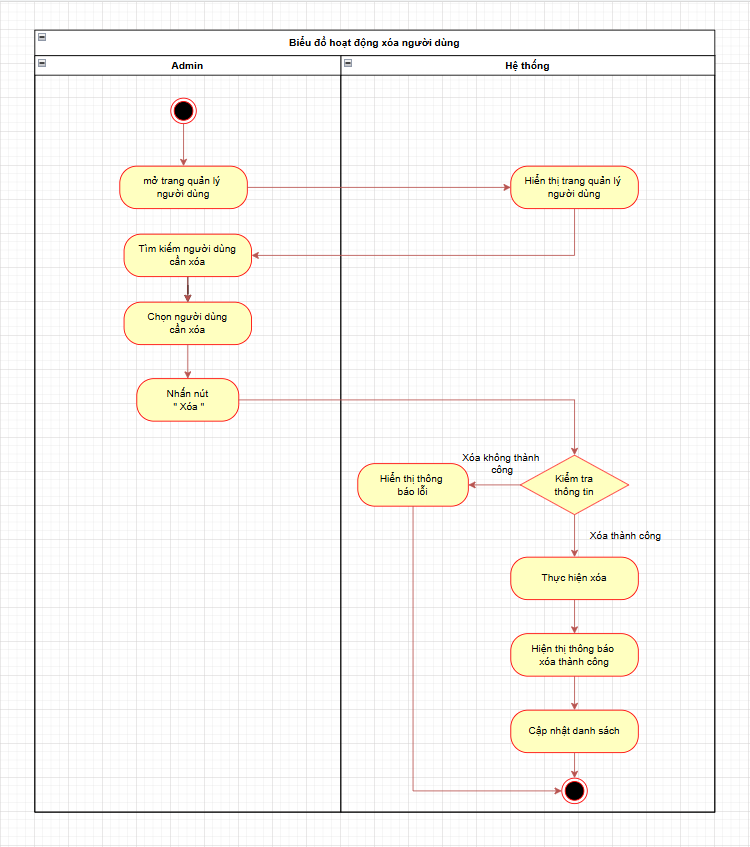 Biểu đồ hoạt động xóa người dùng
Admin
Hệ thống
mở trang quản lý
người dùng
Hiển thị trang quản lý
người dùng
Tìm kiếm người dùng
cần xóa
Chọn người dùng
cần xóa
Nhấn nút
" Xóa "
Xóa không thành
công
Kiểm tra
thông tin
Hiển thị thông
báo lỗi
Xóa thành công
Thực hiện xóa
Hiện thị thông báo
xóa thành công
Cập nhật danh sách